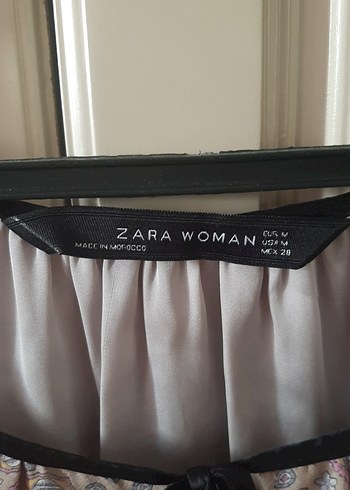 ZARA WOMAN
MADE IN MOROCCO
EUR M
USA M
MEX 28